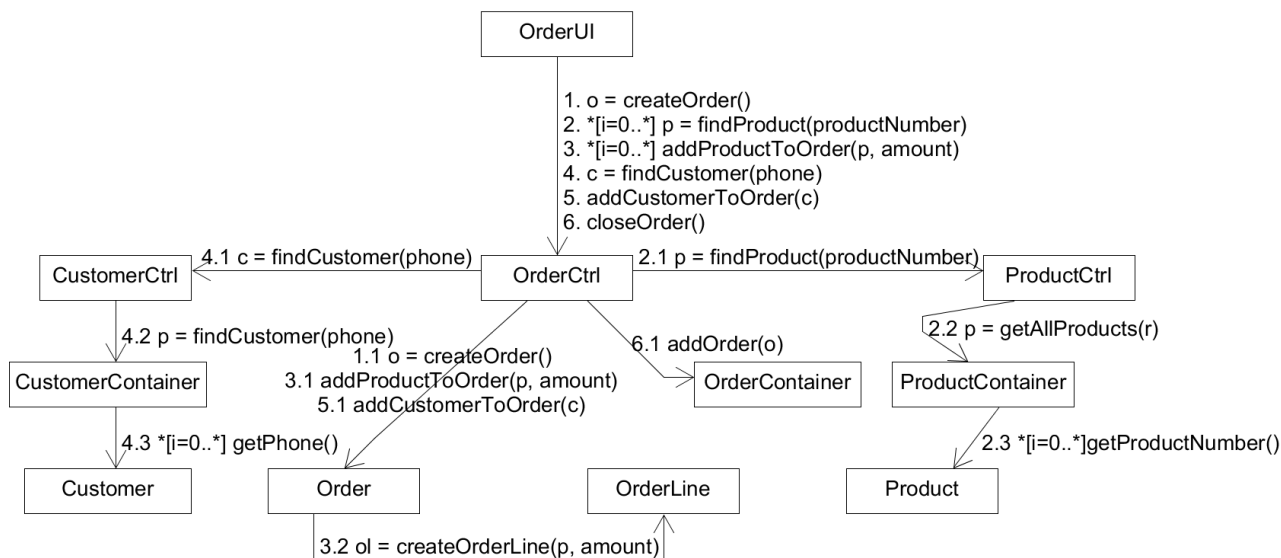 OrderUI
1. o = createOrder()
2. *[i=0..*] p = findProduct(productNumber)
3. *[i=0..*] addProductToOrder(p, amount)
4. c = findCustomer(phone)
5. addCustomerToOrder(c)
6. closeOrder()
4.1 c = findCustomer(phone)
2.1 p = findProduct(productNumber)
CustomerCtrl
OrderCtrl
ProductCtrl
4.2 p = findCustomer(phone)
2.2 p = getAllProducts(r)
1.1 o = createOrder()
3.1 addProductToOrder(p, amount)
5.1 addCustomerToOrder(c)
6.1 addOrder(o)
CustomerContainer
OrderContainer
ProductContainer
4.3 *[i=0..*] getPhone()
2.3 *[i=0..*]getProductNumber()
Customer
Order
OrderLine
Product
3.2 ol = createOrderLine(p, amount)